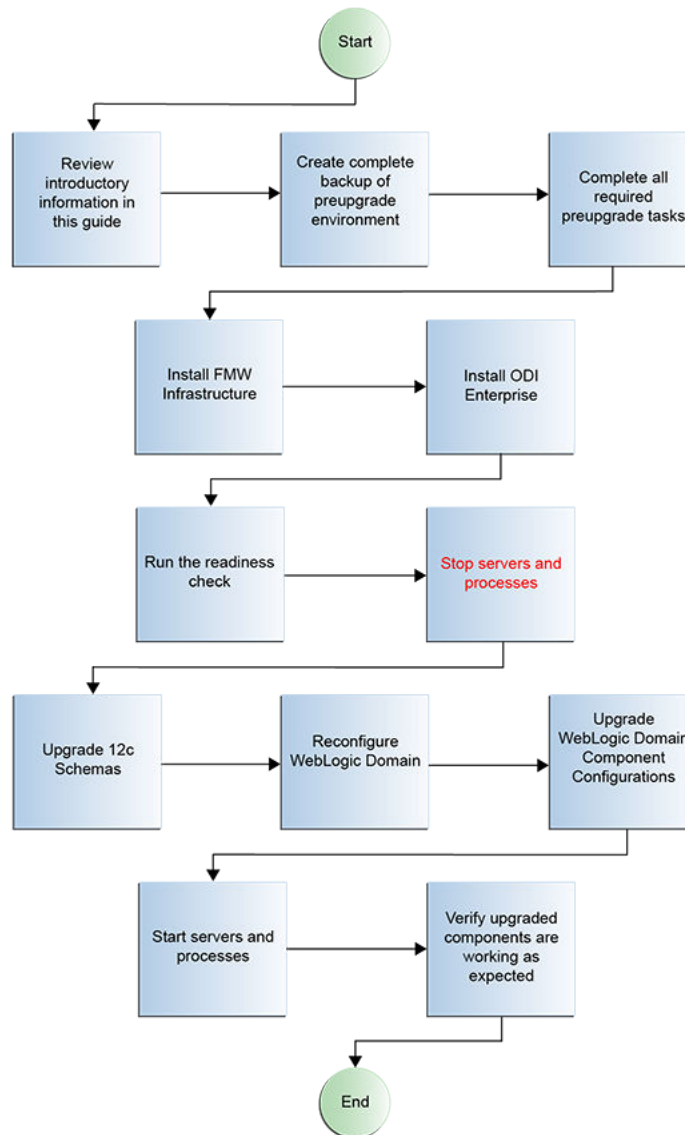 Start
Review
introductory
information in
this guide
Create complete
backup of
preupgrade
environment
Complete all
required
preupgrade tasks
Install FMW
Infrastructure
Install ODI
Enterprise
Run the readiness
check
Stop servers and
processes
Upgrade 12c
Schemas
Reconfigure
WebLogic Domain
Upgrade
WebLogic Domain
Component
Configurations
Start servers and
processes
Verify upgraded
components are
working as
expected
End